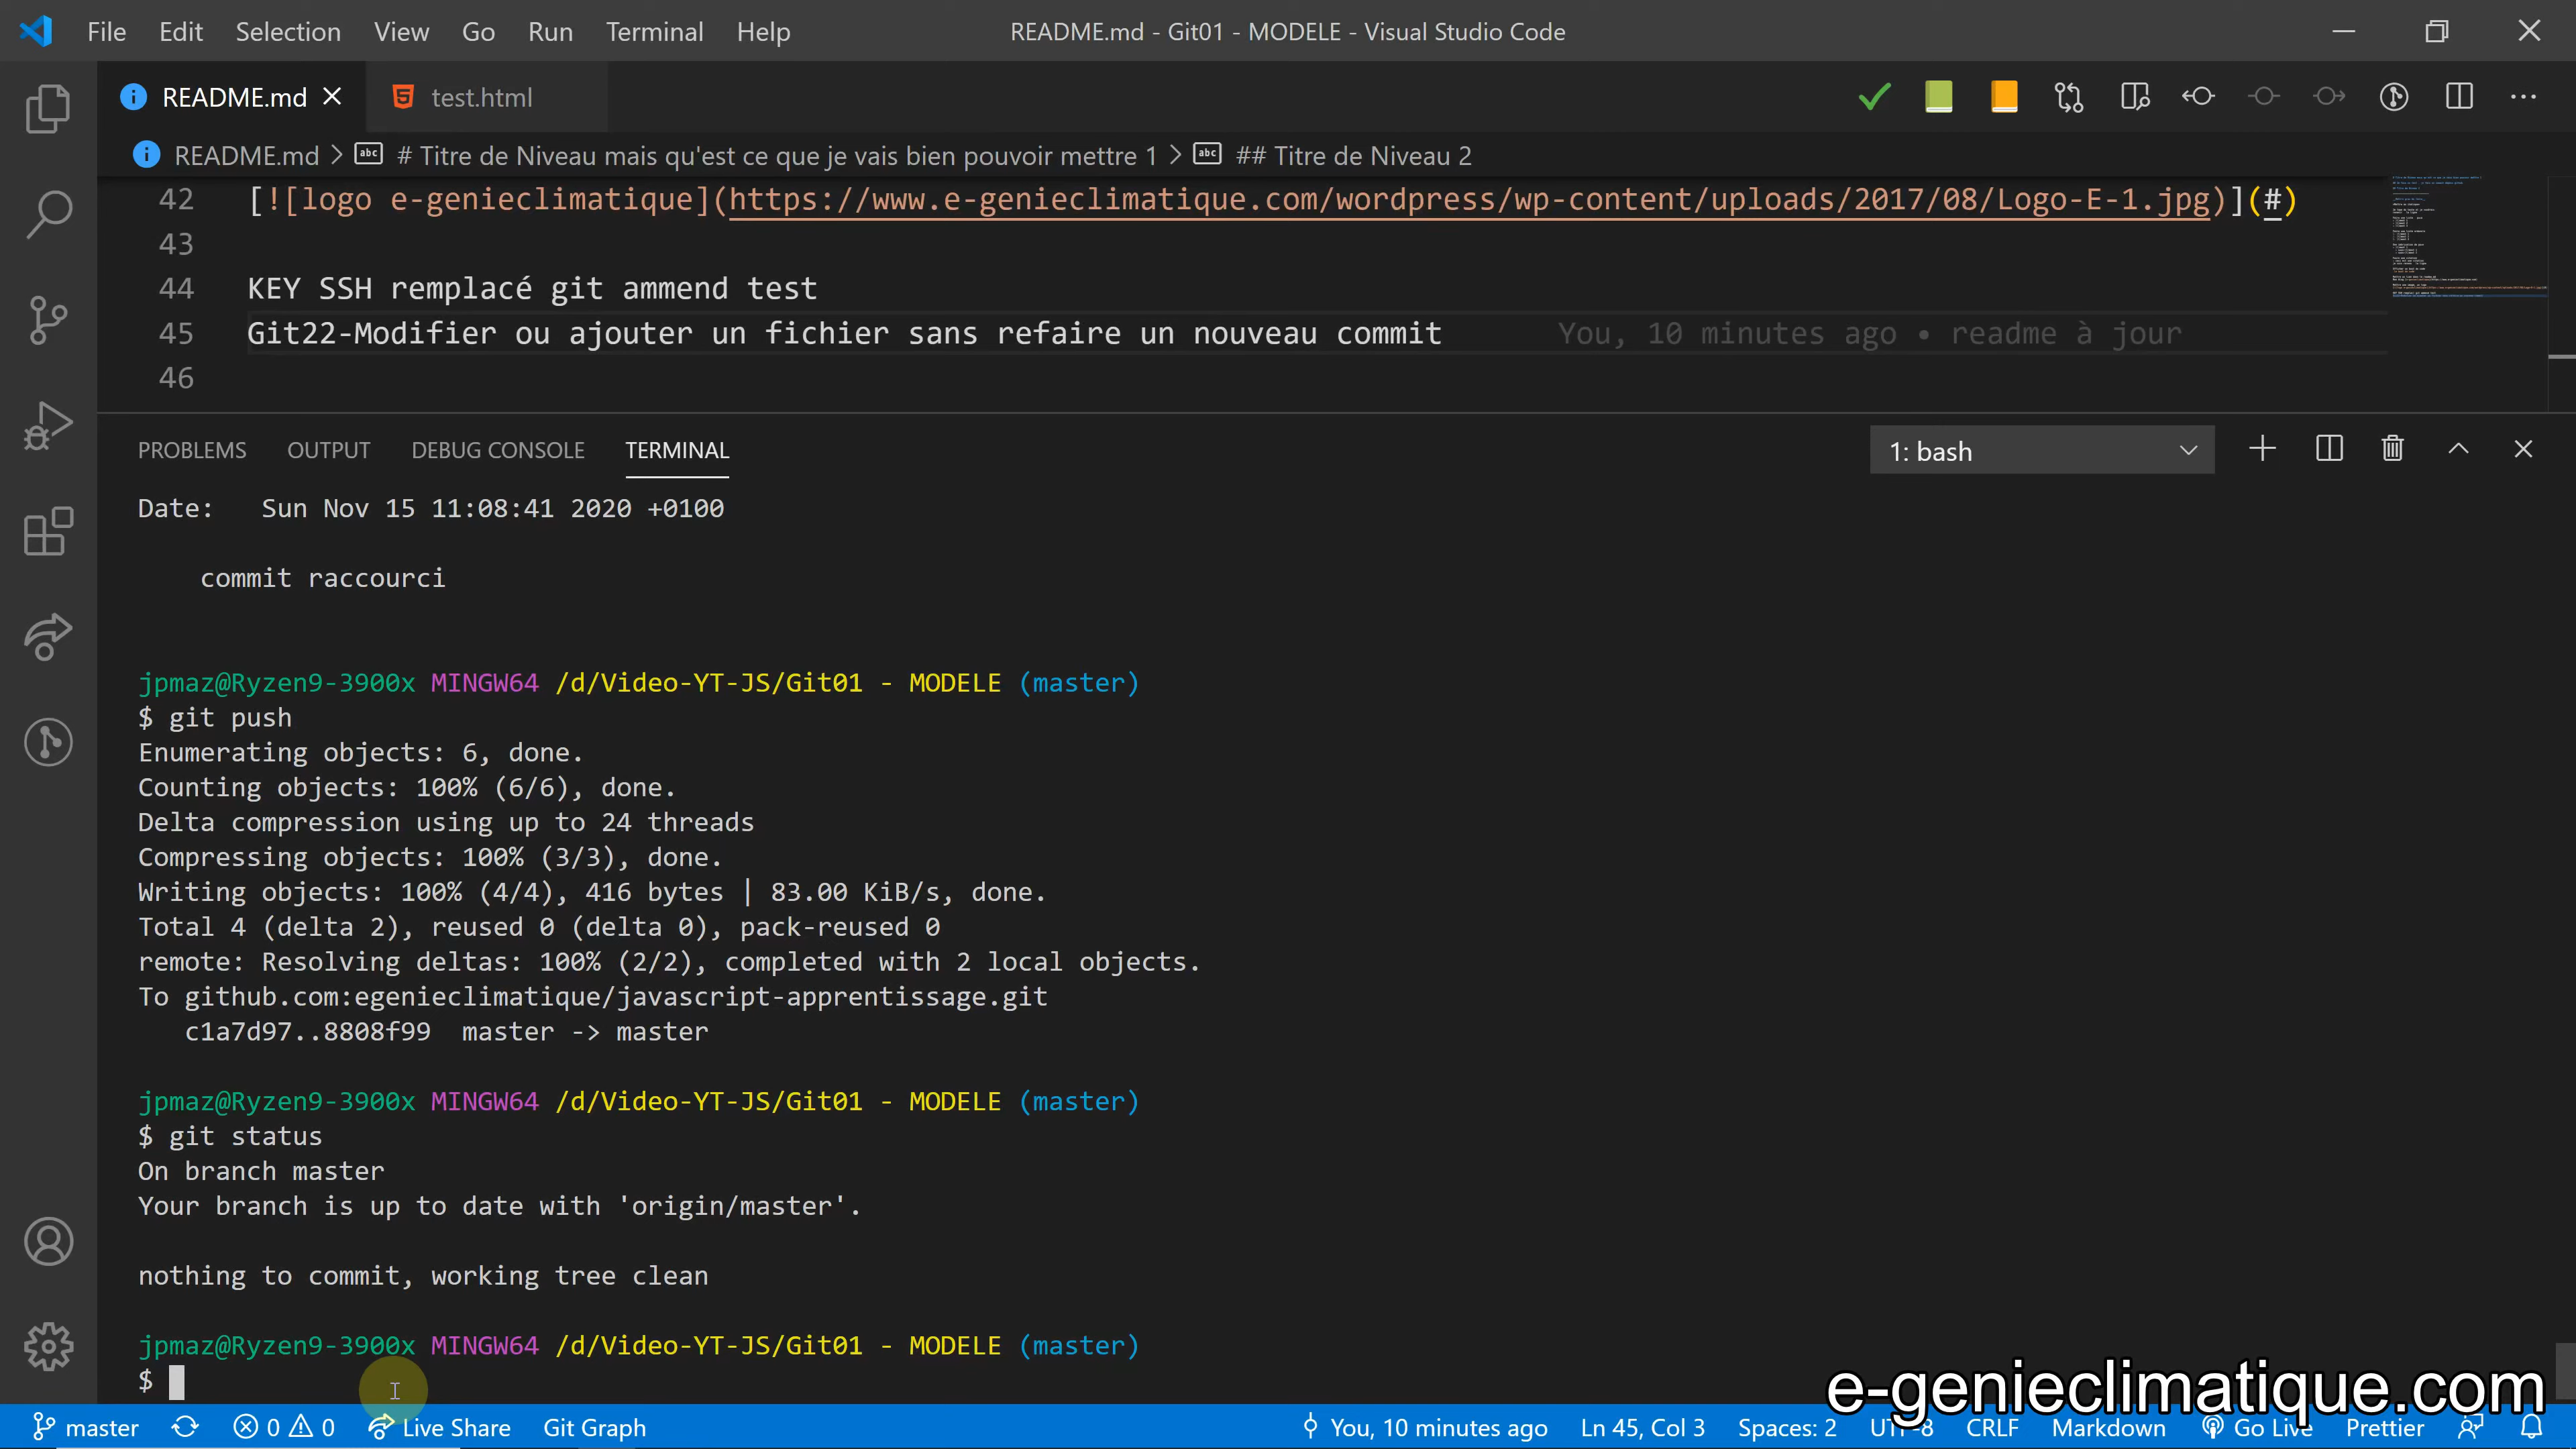 File Edit Selection View Go Run Terminal Help README.md - Git01 - MODELE - Visual Studio Code
README.md test.html
README.md > # Titre de Niveau mais qu'est ce que je vais bien pouvoir mettre 1 > ## Titre de Niveau 2
42 [![logo e-genieclimatique](https://www.e-genieclimatique.com/wordpress/wp-content/uploads/2017/08/Logo-E-1.jpg)](#)
43
44 KEY SSH remplacé git ammend test
45 Git22-Modifier ou ajouter un fichier sans refaire un nouveau commit You, 10 minutes ago • readme à jour
46
PROBLEMS OUTPUT DEBUG CONSOLE TERMINAL 1: bash
Date: Sun Nov 15 11:08:41 2020 +0100
commit raccourci
jpmaz@Ryzen9-3900x MINGW64 /d/Video-YT-JS/Git01 - MODELE (master)
$ git push
Enumerating objects: 6, done.
Counting objects: 100% (6/6), done.
Delta compression using up to 24 threads
Compressing objects: 100% (3/3), done.
Writing objects: 100% (4/4), 416 bytes | 83.00 KiB/s, done.
Total 4 (delta 2), reused 0 (delta 0), pack-reused 0
remote: Resolving deltas: 100% (2/2), completed with 2 local objects.
To github.com:egenieclimatique/javascript-apprentissage.git
c1a7d97..8808f99 master -> master
jpmaz@Ryzen9-3900x MINGW64 /d/Video-YT-JS/Git01 - MODELE (master)
$ git status
On branch master
Your branch is up to date with 'origin/master'.
nothing to commit, working tree clean
jpmaz@Ryzen9-3900x MINGW64 /d/Video-YT-JS/Git01 - MODELE (master)
$
e-genieclimatique.com
master 0 0 Live Share Git Graph You, 10 minutes ago Ln 45, Col 3 Spaces: 2 UTF-8 CRLF Markdown Go Live Prettier